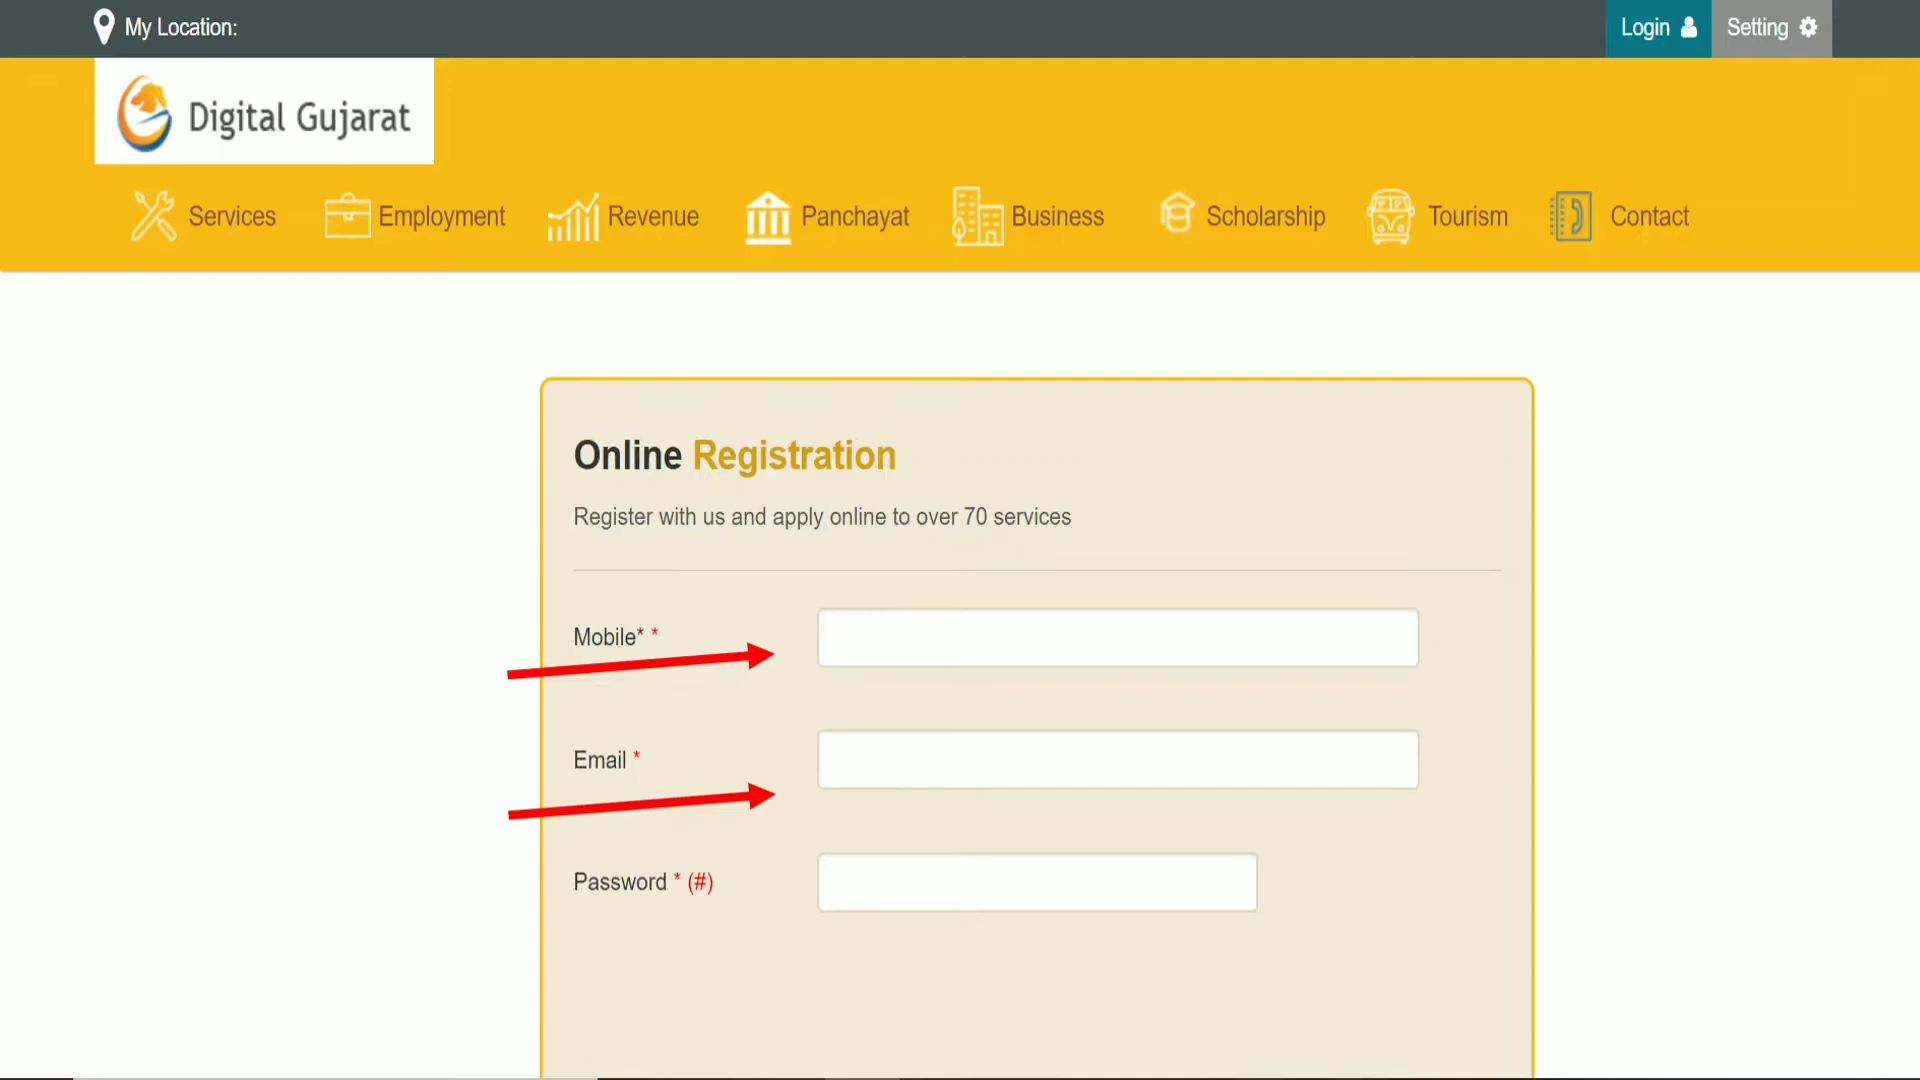 My Location:
Login Setting
Digital Gujarat
Services Employment Revenue Panchayat Business Scholarship Tourism Contact
Online Registration
Register with us and apply online to over 70 services
Mobile* *
Email *
Password * (#)